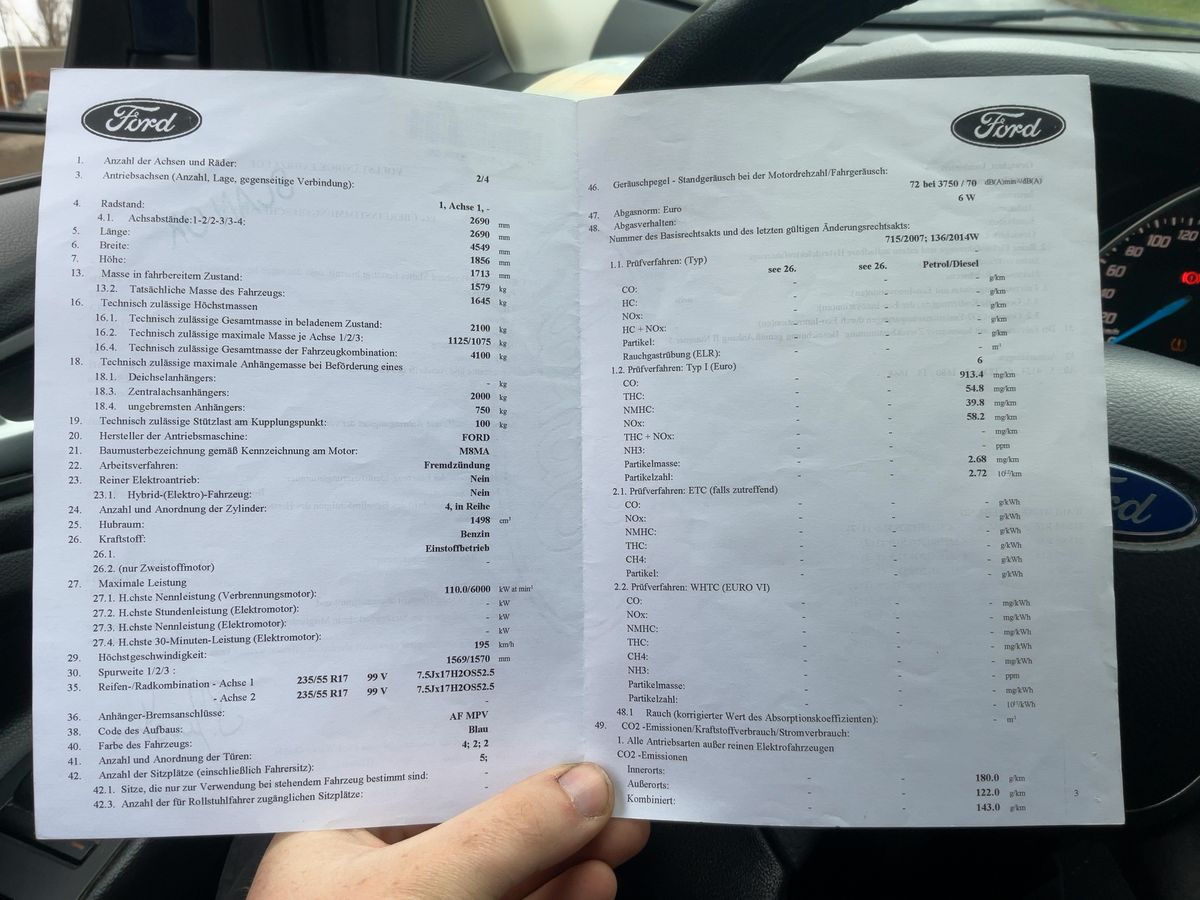 Ford
1. Anzahl der Achsen und Räder: 2/4
3. Antriebsachsen (Anzahl, Lage, gegenseitige Verbindung): 1, Achse 1, -
4. Radstand: 2690 mm
4.1. Achsabstände:1-2/2-3/3-4: 2690 mm
5. Länge: 4549 mm
6. Breite: 1856 mm
7. Höhe: 1713 mm
13. Masse in fahrbereitem Zustand: 1579 kg
13.2. Tatsächliche Masse des Fahrzeugs: 1645 kg
16. Technisch zulässige Höchstmassen
16.1. Technisch zulässige Gesamtmasse in beladenem Zustand: 2100 kg
16.2. Technisch zulässige maximale Masse je Achse 1/2/3: 1125/1075 kg
16.4. Technisch zulässige Gesamtmasse der Fahrzeugkombination: 4100 kg
18. Technisch zulässige maximale Anhängemasse bei Beförderung eines
18.1. Deichselanhängers: - kg
18.3. Zentralachsanhängers: 2000 kg
18.4. ungebremsten Anhängers: 750 kg
19. Technisch zulässige Stützlast am Kupplungspunkt: 100 kg
20. Hersteller der Antriebsmaschine: FORD
21. Baumusterbezeichnung gemäß Kennzeichnung am Motor: M8MA
22. Arbeitsverfahren: Fremdzündung
23. Reiner Elektroantrieb: Nein
23.1. Hybrid-(Elektro)-Fahrzeug: Nein
24. Anzahl und Anordnung der Zylinder: 4, in Reihe
25. Hubraum: 1498 cm³
26. Kraftstoff: Benzin
26.1. Einstoffbetrieb
26.2. (nur Zweistoffmotor) -
27. Maximale Leistung
27.1. H.chste Nennleistung (Verbrennungsmotor): 110.0/6000 kW at min¹
27.2. H.chste Stundenleistung (Elektromotor): - kW
27.3. H.chste Nennleistung (Elektromotor): - kW
27.4. H.chste 30-Minuten-Leistung (Elektromotor): - kW
29. Höchstgeschwindigkeit: 195 km/h
30. Spurweite 1/2/3 : 1569/1570 mm
35. Reifen-/Radkombination - Achse 1 235/55 R17 99 V 7.5Jx17H2OS52.5
- Achse 2 235/55 R17 99 V 7.5Jx17H2OS52.5
36. Anhänger-Bremsanschlüsse: -
38. Code des Aufbaus: AF MPV
40. Farbe des Fahrzeugs: Blau
41. Anzahl und Anordnung der Türen: 4; 2; 2
42. Anzahl der Sitzplätze (einschließlich Fahrersitz): 5;
42.1. Sitze, die nur zur Verwendung bei stehendem Fahrzeug bestimmt sind: -
42.3. Anzahl der für Rollstuhlfahrer zugänglichen Sitzplätze: -
Ford
46. Geräuschpegel - Standgeräusch bei der Motordrehzahl/Fahrgeräusch:
72 bei 3750 / 70 dB(A)min⁻¹/dB(A)
47. Abgasnorm: Euro 6 W
48. Abgasverhalten:
Nummer des Basisrechtsakts und des letzten gültigen Änderungsrechtsakts:
715/2007; 136/2014W
1.1. Prüfverfahren: (Typ)
see 26. see 26. Petrol/Diesel
CO: - - - g/km
HC: - - - g/km
NOx: - - - g/km
HC + NOx: - - - g/km
Partikel: - - - g/km
Rauchgastrübung (ELR): - - - m¹
1.2. Prüfverfahren: Typ I (Euro) 6
CO: - - 913.4 mg/km
THC: - - 54.8 mg/km
NMHC: - - 39.8 mg/km
NOx: - - 58.2 mg/km
THC + NOx: - - - mg/km
NH3: - - - ppm
Partikelmasse: - - 2.68 mg/km
Partikelzahl: - - 2.72 10¹¹/km
2.1. Prüfverfahren: ETC (falls zutreffend)
CO: - - - g/kWh
NOx: - - - g/kWh
NMHC: - - - g/kWh
THC: - - - g/kWh
CH4: - - - g/kWh
Partikel: - - - g/kWh
2.2. Prüfverfahren: WHTC (EURO VI)
CO: - - - mg/kWh
NOx: - - - mg/kWh
NMHC: - - - mg/kWh
THC: - - - mg/kWh
CH4: - - - mg/kWh
NH3: - - - ppm
Partikelmasse: - - - mg/kWh
Partikelzahl: - - - 10¹¹/kWh
48.1 Rauch (korrigierter Wert des Absorptionskoeffizienten): - m¹
49. CO2 -Emissionen/Kraftstoffverbrauch/Stromverbrauch:
1. Alle Antriebsarten außer reinen Elektrofahrzeugen
CO2 -Emissionen
Innerorts: - - 180.0 g/km
Außerorts: - - 122.0 g/km
Kombiniert: - - 143.0 g/km
3
60
80
100
120